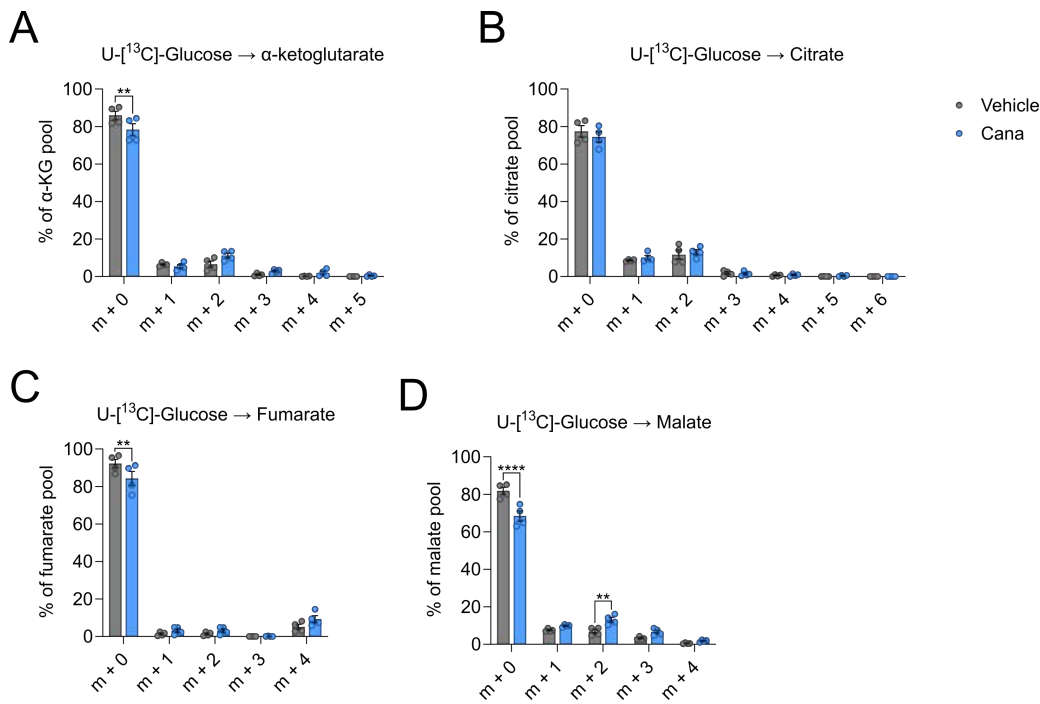 A
U-[¹³C]-Glucose → α-ketoglutarate
% of α-KG pool
100
80
60
40
20
0
**
m + 0
m + 1
m + 2
m + 3
m + 4
m + 5
B
U-[¹³C]-Glucose → Citrate
% of citrate pool
100
80
60
40
20
0
m + 0
m + 1
m + 2
m + 3
m + 4
m + 5
m + 6
Vehicle
Cana
C
U-[¹³C]-Glucose → Fumarate
% of fumarate pool
100
80
60
40
20
0
**
m + 0
m + 1
m + 2
m + 3
m + 4
D
U-[¹³C]-Glucose → Malate
% of malate pool
100
80
60
40
20
0
****
**
m + 0
m + 1
m + 2
m + 3
m + 4